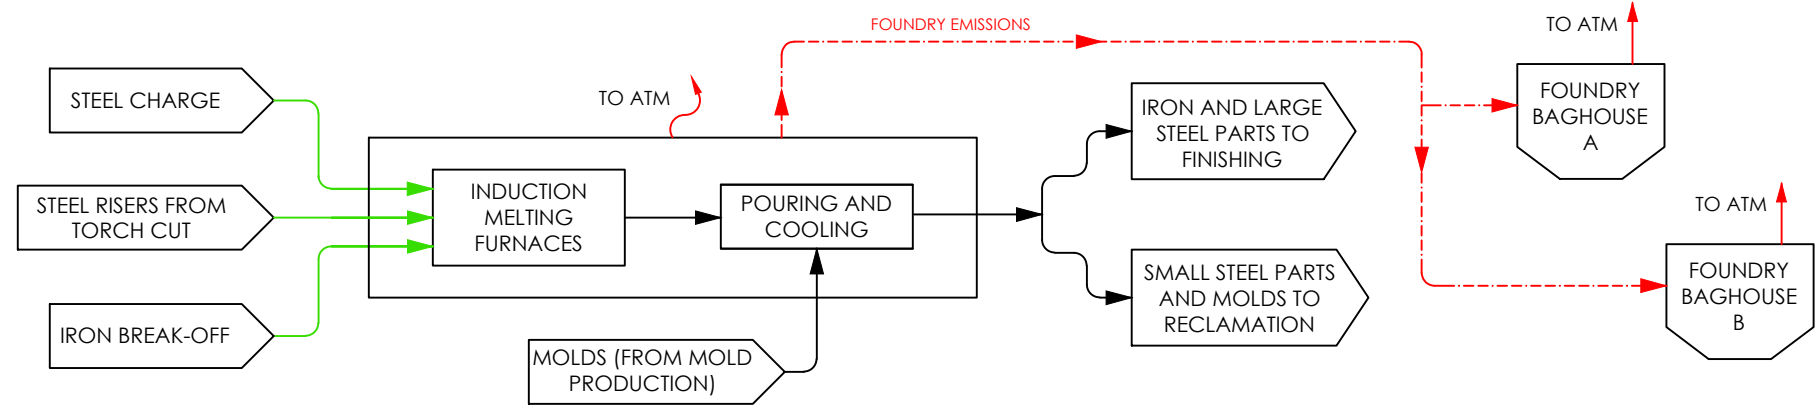 FOUNDRY EMISSIONS
TO ATM
STEEL CHARGE
TO ATM
IRON AND LARGE
STEEL PARTS TO
FINISHING
FOUNDRY
BAGHOUSE
A
STEEL RISERS FROM
TORCH CUT
INDUCTION
MELTING
FURNACES
POURING AND
COOLING
TO ATM
IRON BREAK-OFF
MOLDS (FROM MOLD
PRODUCTION)
SMALL STEEL PARTS
AND MOLDS TO
RECLAMATION
FOUNDRY
BAGHOUSE
B